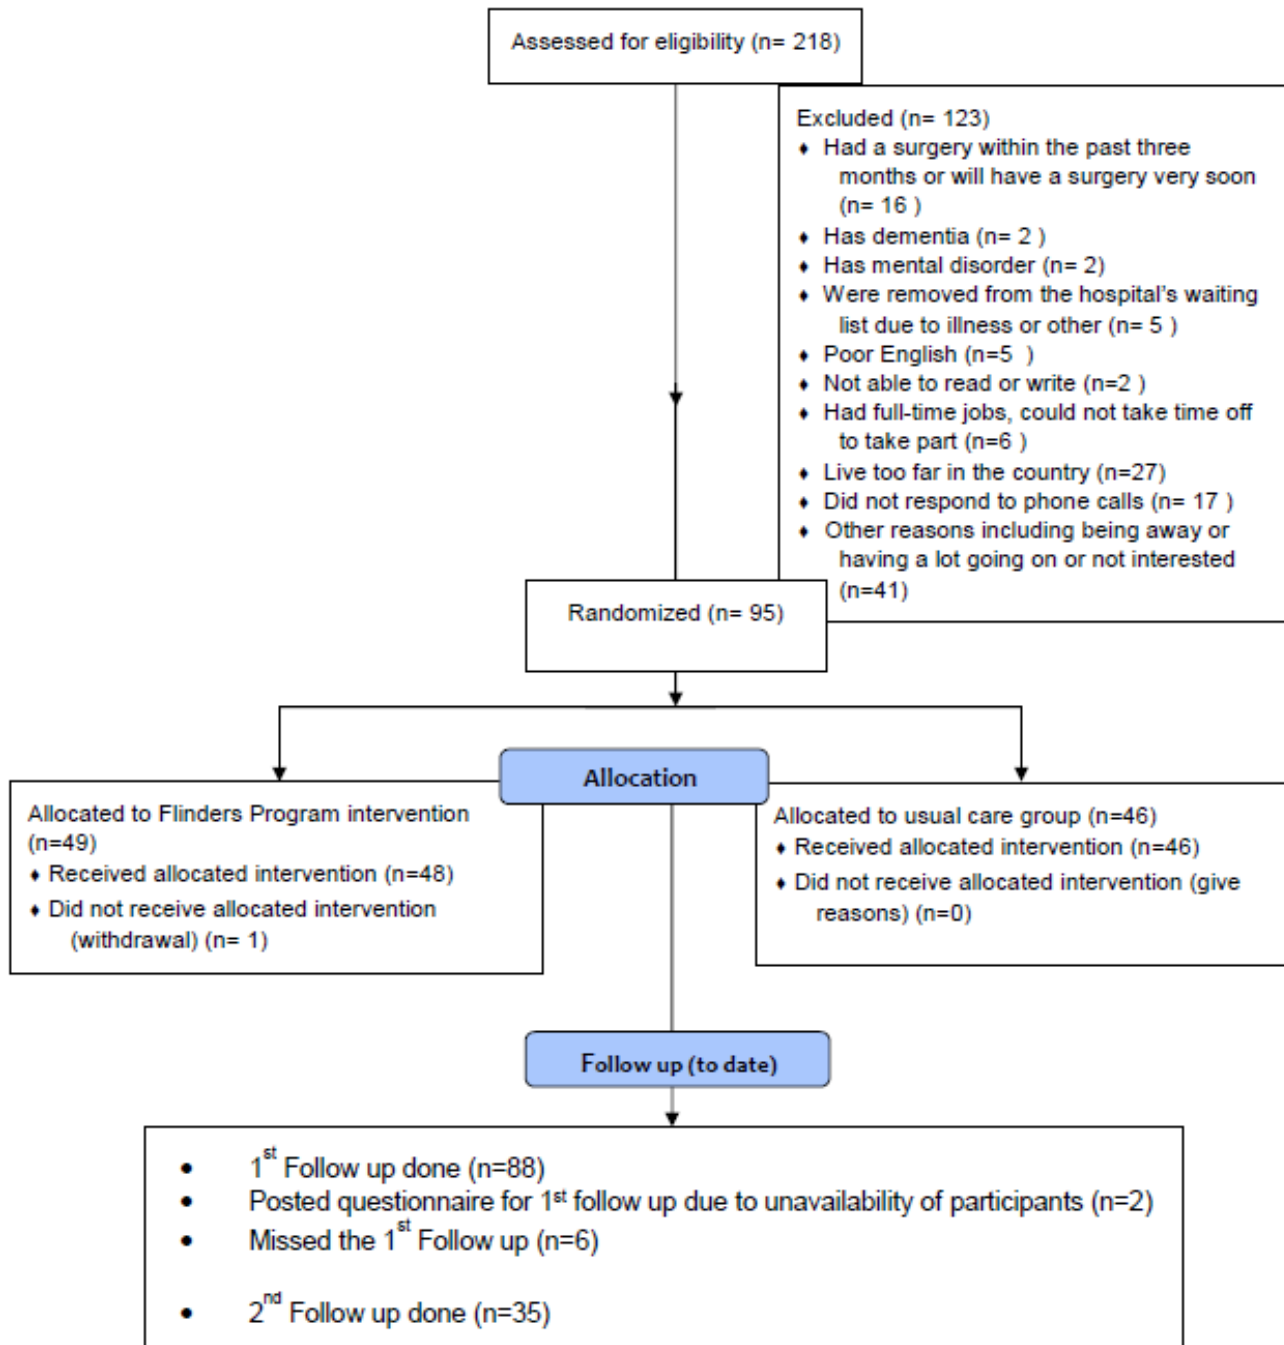 Assessed for eligibility (n= 218)
Excluded (n= 123)
♦ Had a surgery within the past three
months or will have a surgery very soon
(n= 16 )
♦ Has dementia (n= 2 )
♦ Has mental disorder (n= 2)
♦ Were removed from the hospital's waiting
list due to illness or other (n= 5 )
♦ Poor English (n=5 )
♦ Not able to read or write (n=2 )
♦ Had full-time jobs, could not take time off
to take part (n=6 )
♦ Live too far in the country (n=27)
♦ Did not respond to phone calls (n= 17 )
♦ Other reasons including being away or
having a lot going on or not interested
(n=41)
Randomized (n= 95)
Allocation
Allocated to Flinders Program intervention
(n=49)
♦ Received allocated intervention (n=48)
♦ Did not receive allocated intervention
(withdrawal) (n= 1)
Allocated to usual care group (n=46)
♦ Received allocated intervention (n=46)
♦ Did not receive allocated intervention (give
reasons) (n=0)
Follow up (to date)
• 1st Follow up done (n=88)
• Posted questionnaire for 1st follow up due to unavailability of participants (n=2)
• Missed the 1st Follow up (n=6)
• 2nd Follow up done (n=35)